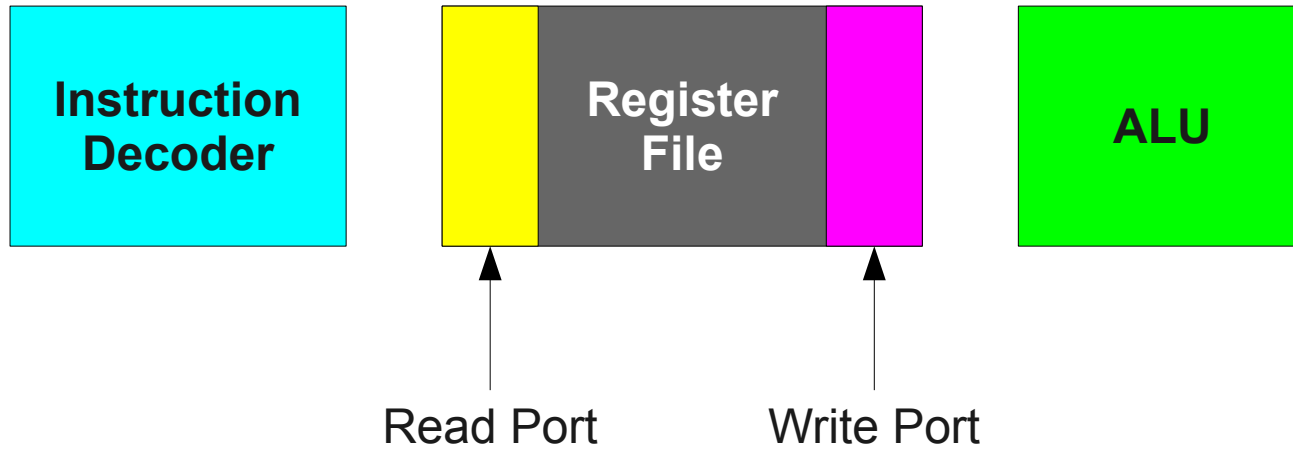 Instruction
Decoder
Register
File
ALU
Read Port
Write Port